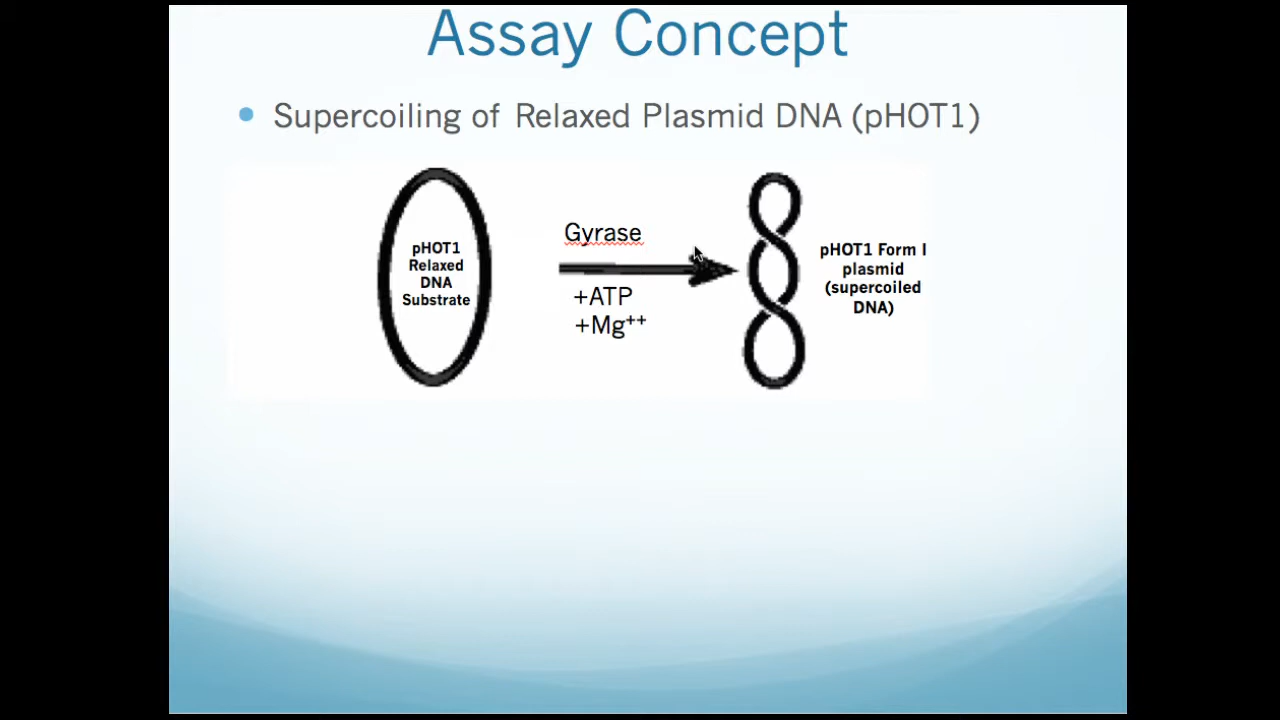 Assay Concept
• Supercoiling of Relaxed Plasmid DNA (pHOT1)
pHOT1
Relaxed
DNA
Substrate
Gyrase
+ATP
+Mg⁺⁺
pHOT1 Form I
plasmid
(supercoiled
DNA)